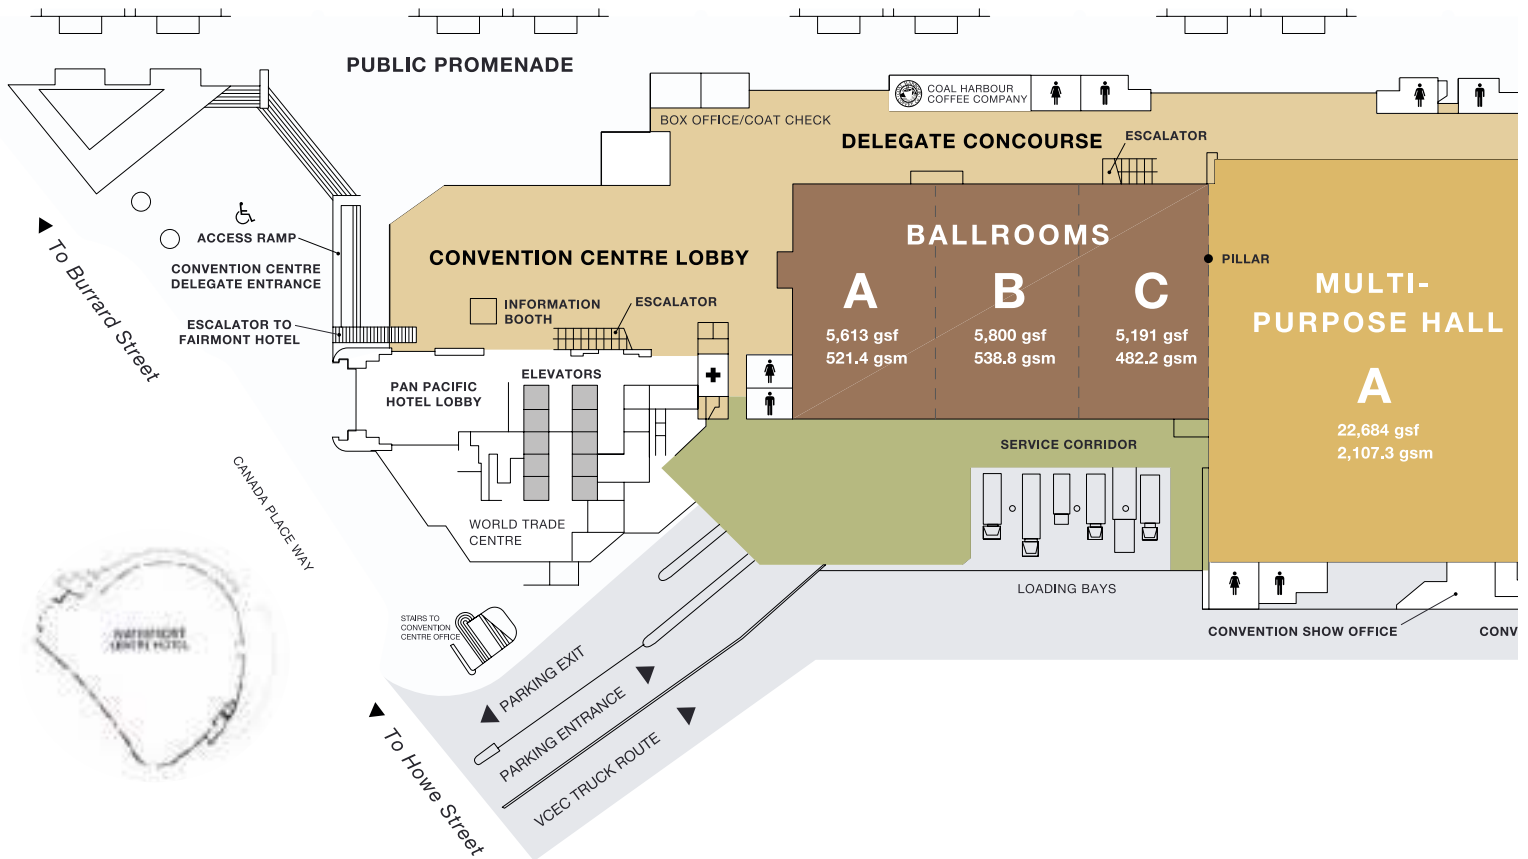 PUBLIC PROMENADE
COAL HARBOUR
COFFEE COMPANY
BOX OFFICE/COAT CHECK
DELEGATE CONCOURSE
ESCALATOR
To Burrard Street
ACCESS RAMP
CONVENTION CENTRE
DELEGATE ENTRANCE
ESCALATOR TO
FAIRMONT HOTEL
CONVENTION CENTRE LOBBY
INFORMATION
BOOTH
ESCALATOR
BALLROOMS
A
5,613 gsf
521.4 gsm
B
5,800 gsf
538.8 gsm
C
5,191 gsf
482.2 gsm
PILLAR
MULTI-
PURPOSE HALL
A
22,684 gsf
2,107.3 gsm
PAN PACIFIC
HOTEL LOBBY
ELEVATORS
SERVICE CORRIDOR
CANADA PLACE WAY
WORLD TRADE
CENTRE
LOADING BAYS
WATERFRONT
CENTRE HOTEL
STAIRS TO
CONVENTION
CENTRE OFFICE
CONVENTION SHOW OFFICE
CONV
PARKING EXIT
PARKING ENTRANCE
VCEC TRUCK ROUTE
To Howe Street